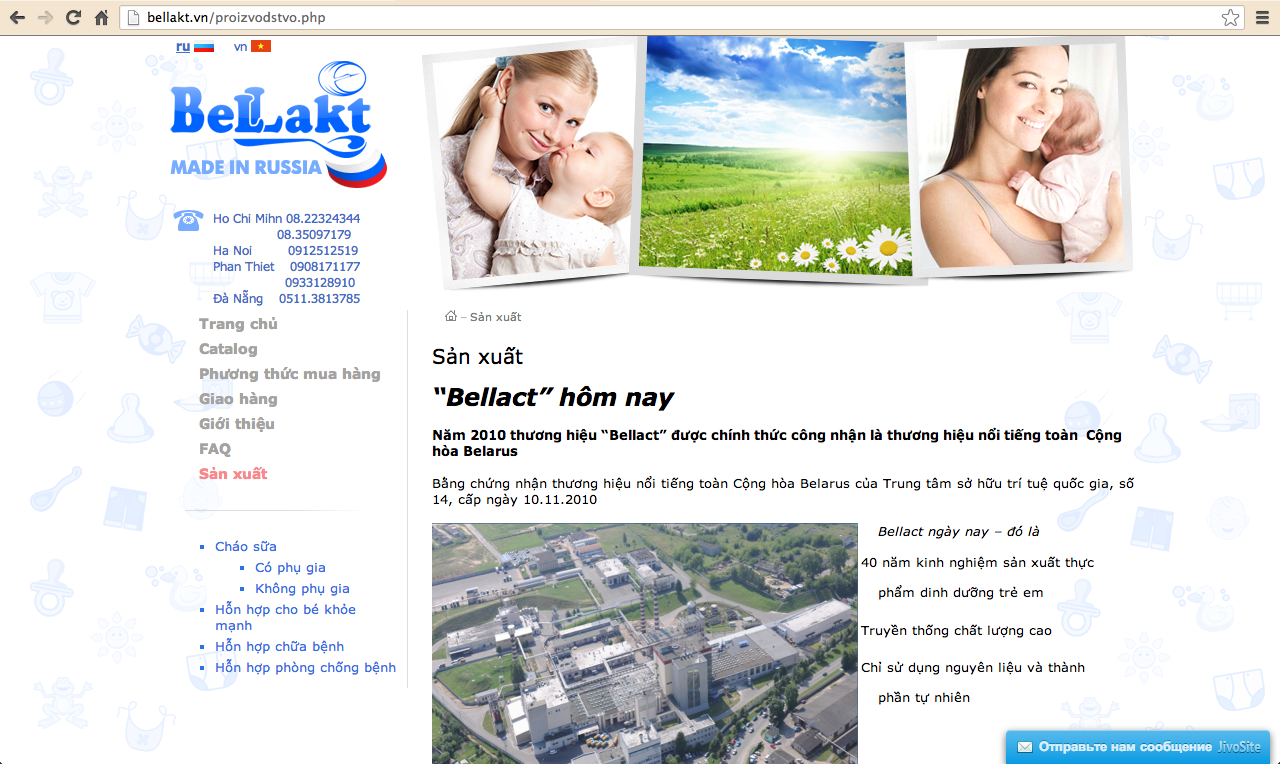 bellakt.vn/proizvodstvo.php
ru vn
BeLLakt
MADE IN RUSSIA
Ho Chi Mihn 08.22324344
08.35097179
Ha Noi 0912512519
Phan Thiet 0908171177
0933128910
Đà Nẵng 0511.3813785
Trang chủ
Catalog
Phương thức mua hàng
Giao hàng
Giới thiệu
FAQ
Sản xuất
Cháo sữa
Có phụ gia
Không phụ gia
Hỗn hợp cho bé khỏe
mạnh
Hỗn hợp chữa bệnh
Hỗn hợp phòng chống bệnh
– Sản xuất
Sản xuất
“Bellact” hôm nay
Năm 2010 thương hiệu “Bellact” được chính thức công nhận là thương hiệu nổi tiếng toàn Cộng
hòa Belarus
Bằng chứng nhận thương hiệu nổi tiếng toàn Cộng hòa Belarus của Trung tâm sở hữu trí tuệ quốc gia, số
14, cấp ngày 10.11.2010
Bellact ngày nay – đó là
40 năm kinh nghiệm sản xuất thực
phẩm dinh dưỡng trẻ em
Truyền thống chất lượng cao
Chỉ sử dụng nguyên liệu và thành
phần tự nhiên
Отправьте нам сообщение JivoSite